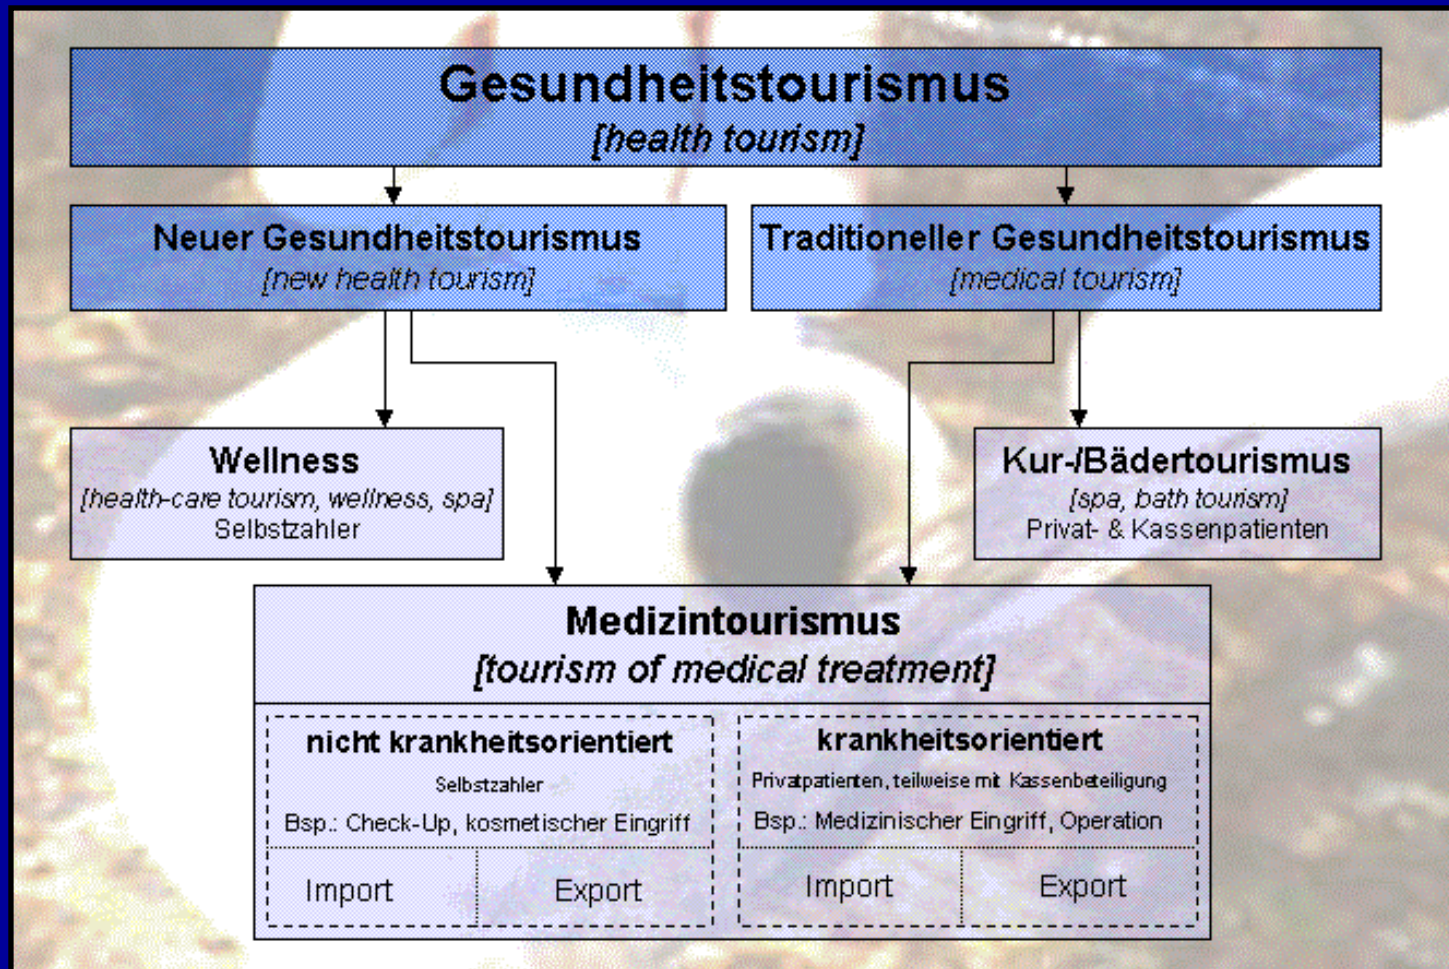 Gesundheitstourismus
[health tourism]
Neuer Gesundheitstourismus
[new health tourism]
Traditioneller Gesundheitstourismus
[medical tourism]
Wellness
[health-care tourism, wellness, spa]
Selbstzahler
Kur-/Bädertourismus
[spa, bath tourism]
Privat- & Kassenpatienten
Medizintourismus
[tourism of medical treatment]
nicht krankheitsorientiert
Selbstzahler
Bsp.: Check-Up, kosmetischer Eingriff
Import
Export
krankheitsorientiert
Privatpatienten, teilweise mit Kassenbeteiligung
Bsp.: Medizinischer Eingriff, Operation
Import
Export